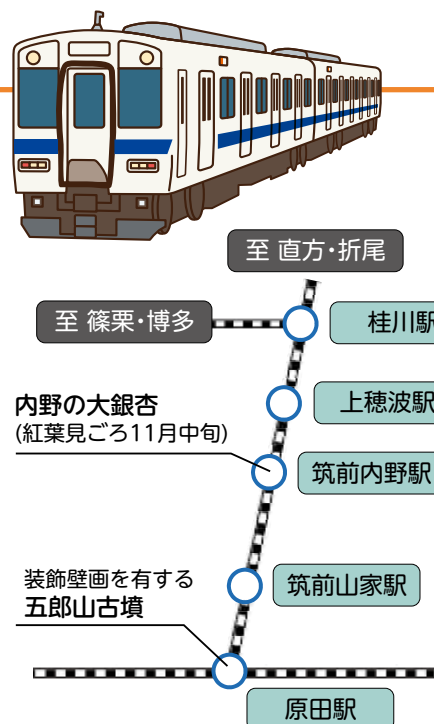 至 直方・折尾
至 篠栗・博多
桂川駅
上穂波駅
内野の大銀杏
(紅葉見ごろ11月中旬)
筑前内野駅
装飾壁画を有する
五郎山古墳
筑前山家駅
原田駅